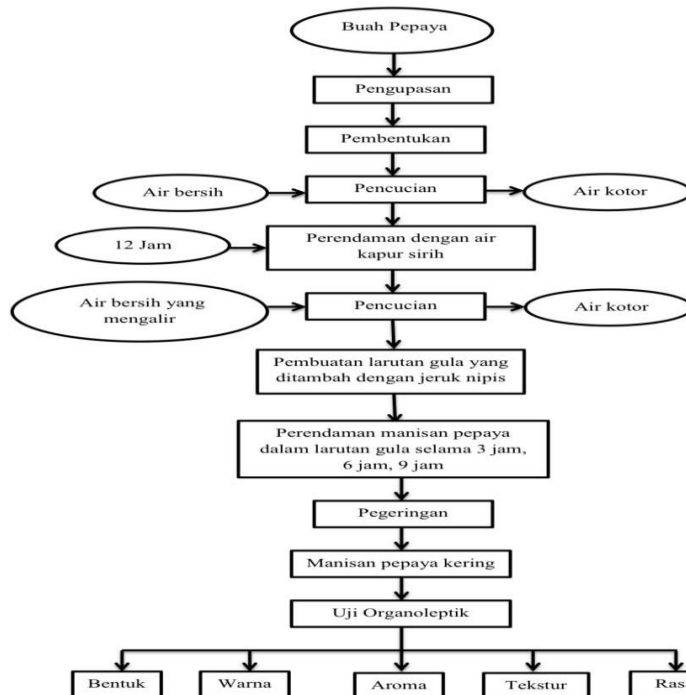 Buah Pepaya
Pengupasan
Pembentukan
Air bersih
Pencucian
Air kotor
12 Jam
Perendaman dengan air
kapur sirih
Air bersih yang
mengalir
Pencucian
Air kotor
Pembuatan larutan gula yang
ditambah dengan jeruk nipis
Perendaman manisan pepaya
dalam larutan gula selama 3 jam,
6 jam, 9 jam
Pegeringan
Manisan pepaya kering
Uji Organoleptik
Bentuk
Warna
Aroma
Tekstur
Ras